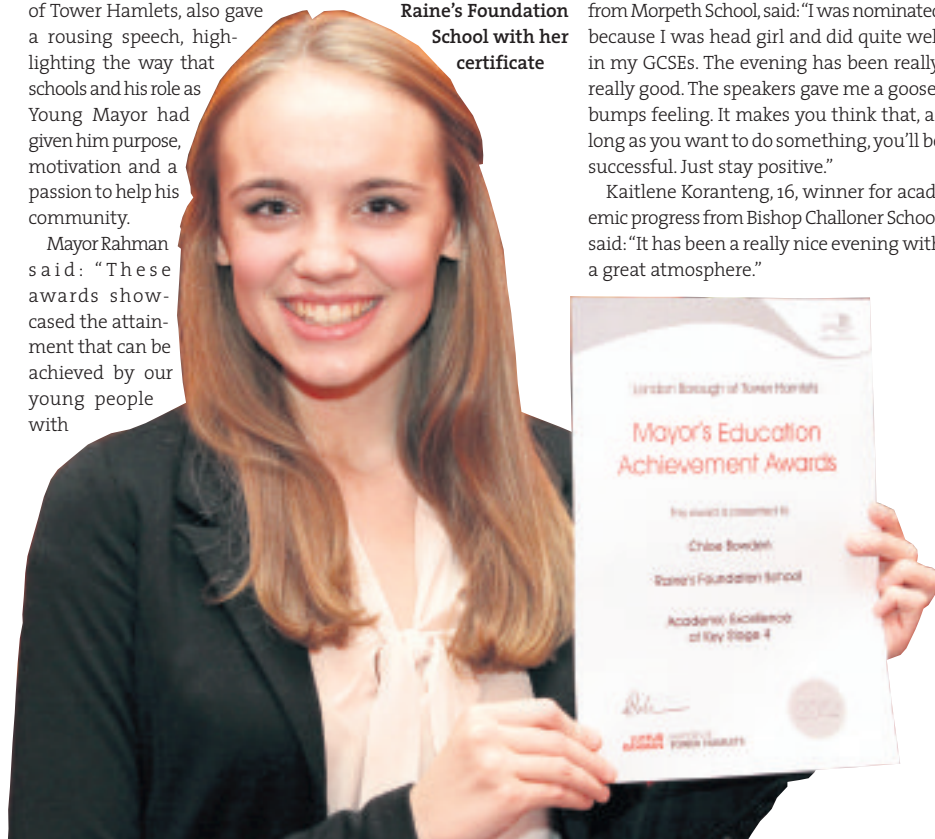 of Tower Hamlets, also gave
a rousing speech, high-
lighting the way that
schools and his role as
Young Mayor had
given him purpose,
motivation and a
passion to help his
community.
Mayor Rahman
said: “These
awards show-
cased the attain-
ment that can be
achieved by our
young people
with
Raine’s Foundation
School with her
certificate
from Morpeth School, said: “I was nominated
because I was head girl and did quite wel
in my GCSEs. The evening has been really
really good. The speakers gave me a goose
bumps feeling. It makes you think that, a
long as you want to do something, you’ll be
successful. Just stay positive.”
Kaitlene Koranteng, 16, winner for acad
emic progress from Bishop Challoner Schoo
said: “It has been a really nice evening with
a great atmosphere.”
London Borough of Tower Hamlets
Mayor's Education
Achievement Awards
This award is presented to
Chloe Bowden
Raine's Foundation School
Academic Excellence
at Key Stage 4
TOWER HAMLETS